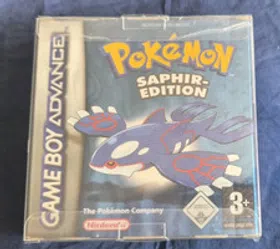 GAME BOY ADVANCE
POKéMON
SAPHIR-
EDITION
The Pokémon Company
Nintendo
3+